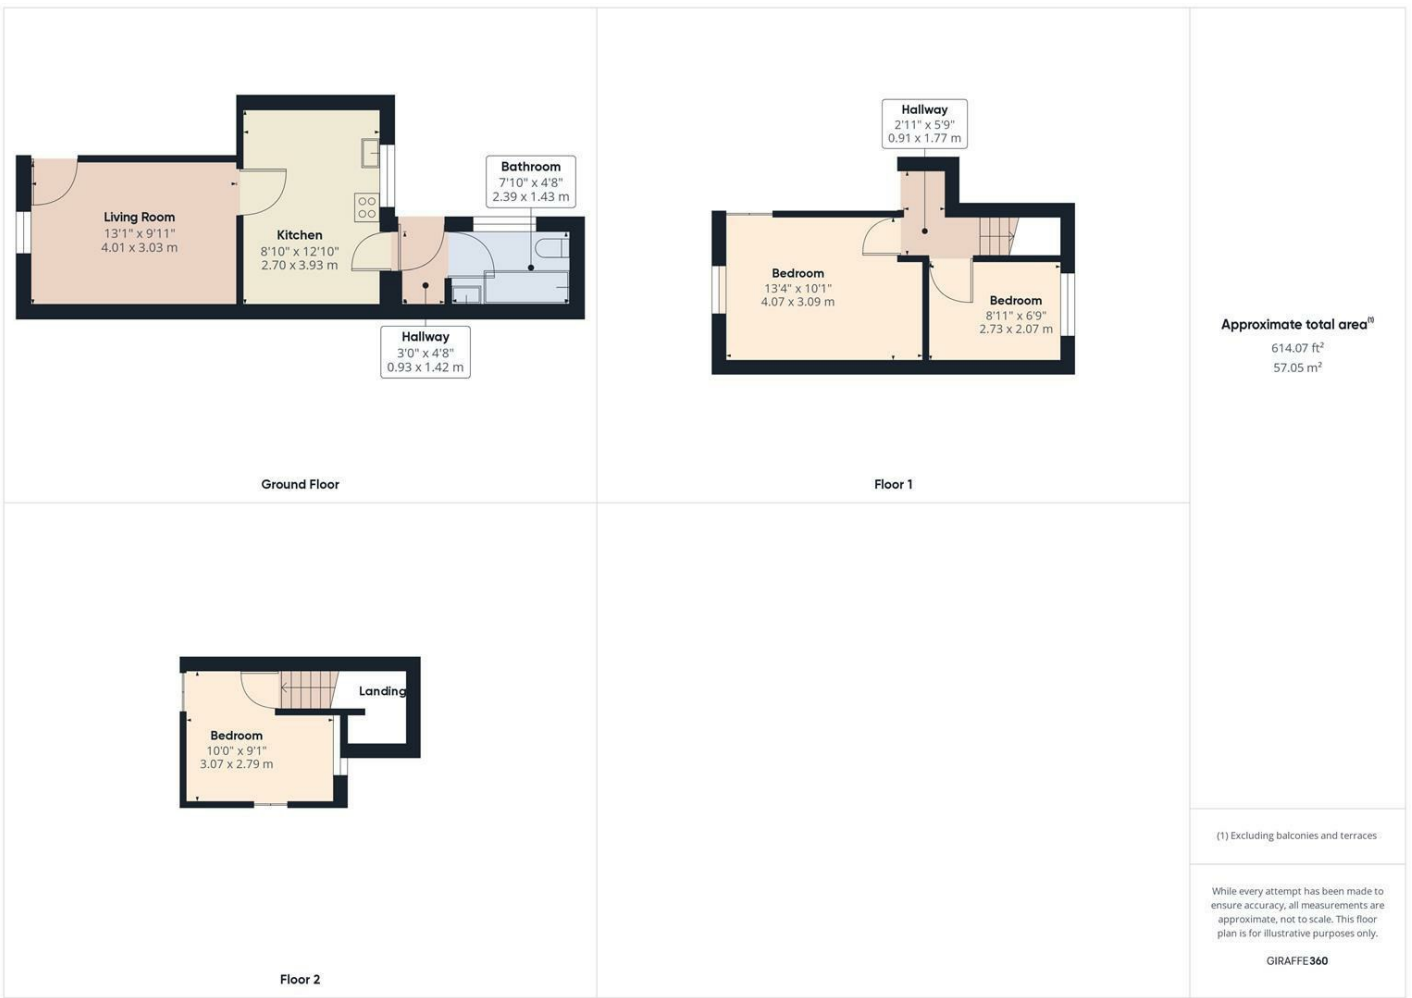 Living Room
13'1" x 9'11"
4.01 x 3.03 m
Kitchen
8'10" x 12'10"
2.70 x 3.93 m
Bathroom
7'10" x 4'8"
2.39 x 1.43 m
Hallway
3'0" x 4'8"
0.93 x 1.42 m
Ground Floor
Hallway
2'11" x 5'9"
0.91 x 1.77 m
Bedroom
13'4" x 10'1"
4.07 x 3.09 m
Bedroom
8'11" x 6'9"
2.73 x 2.07 m
Floor 1
Landing
Bedroom
10'0" x 9'1"
3.07 x 2.79 m
Floor 2
Approximate total area⁽¹⁾
614.07 ft²
57.05 m²
(1) Excluding balconies and terraces
While every attempt has been made to
ensure accuracy, all measurements are
approximate, not to scale. This floor
plan is for illustrative purposes only.
GIRAFFE360